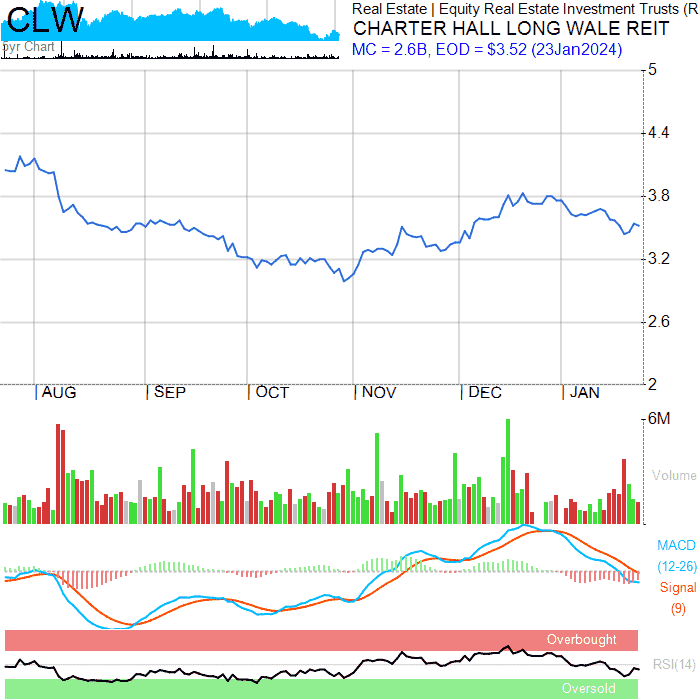 CLW
5yr Chart
Real Estate | Equity Real Estate Investment Trusts (R
CHARTER HALL LONG WALE REIT
MC = 2.6B, EOD = $3.52 (23Jan2024)
5
4.4
3.8
3.2
2.6
2
| AUG | SEP | OCT | NOV | DEC | JAN
6M
Volume
MACD
(12-26)
Signal
(9)
Overbought
RSI(14)
Oversold